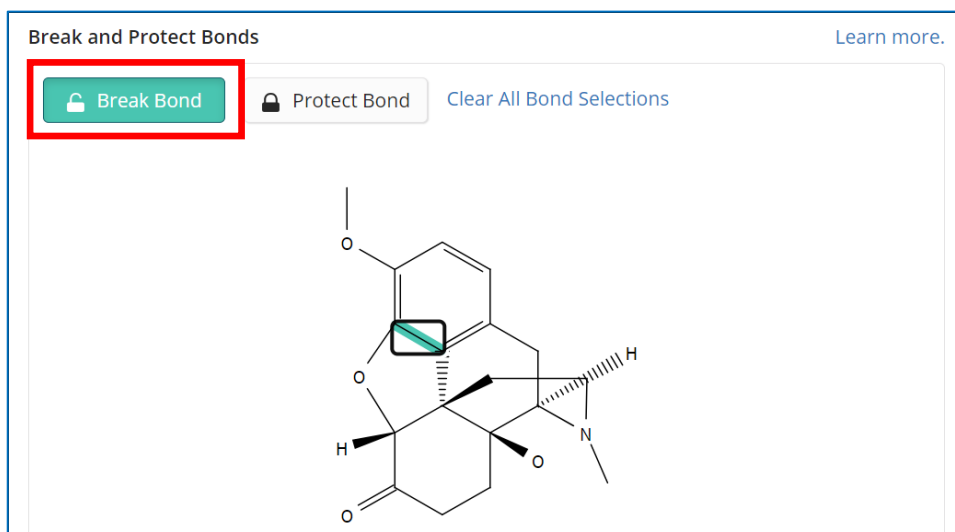 Break and Protect Bonds
Learn more.
Break Bond
Protect Bond
Clear All Bond Selections
O
H
O
H
N
O
O